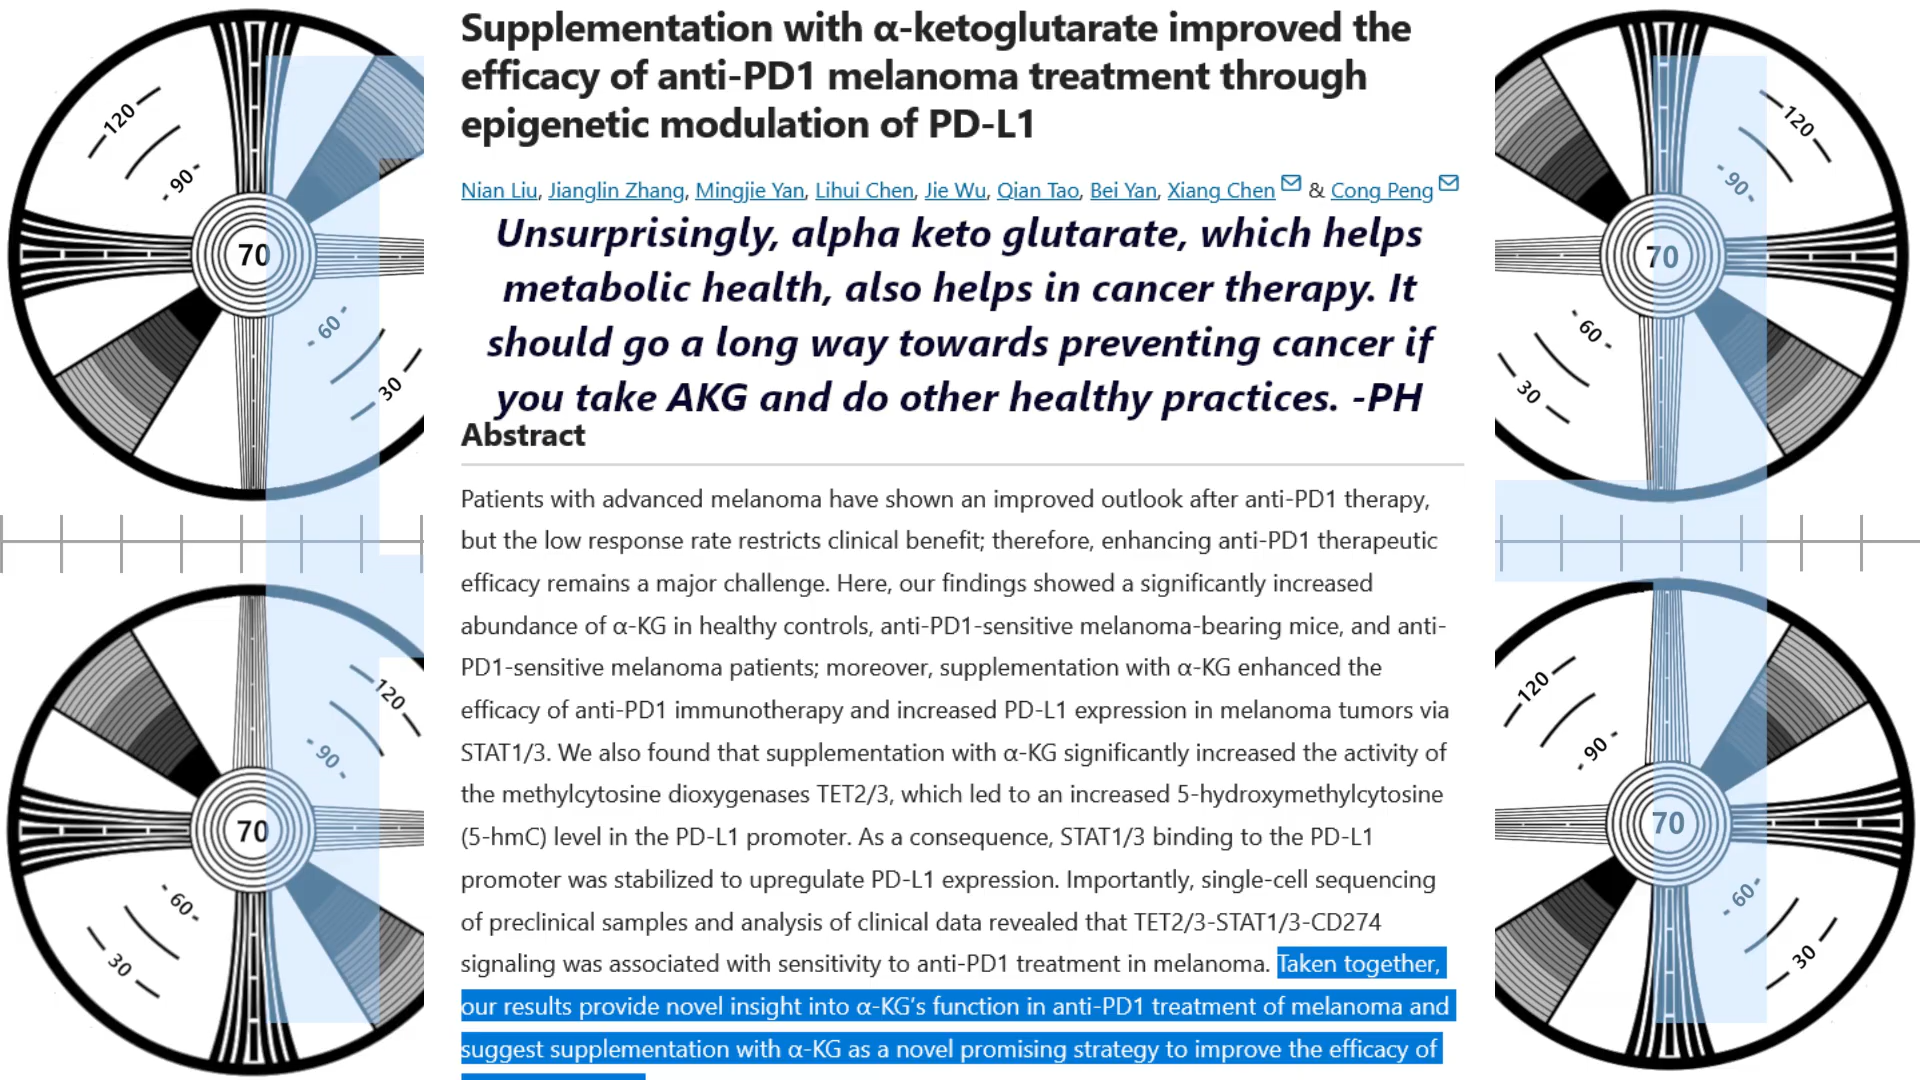 Supplementation with α-ketoglutarate improved the
efficacy of anti-PD1 melanoma treatment through
epigenetic modulation of PD-L1
Nian Liu, Jianglin Zhang, Mingjie Yan, Lihui Chen, Jie Wu, Qian Tao, Bei Yan, Xiang Chen & Cong Peng
Unsurprisingly, alpha keto glutarate, which helps
metabolic health, also helps in cancer therapy. It
should go a long way towards preventing cancer if
you take AKG and do other healthy practices. -PH
Abstract
Patients with advanced melanoma have shown an improved outlook after anti-PD1 therapy,
but the low response rate restricts clinical benefit; therefore, enhancing anti-PD1 therapeutic
efficacy remains a major challenge. Here, our findings showed a significantly increased
abundance of α-KG in healthy controls, anti-PD1-sensitive melanoma-bearing mice, and anti-
PD1-sensitive melanoma patients; moreover, supplementation with α-KG enhanced the
efficacy of anti-PD1 immunotherapy and increased PD-L1 expression in melanoma tumors via
STAT1/3. We also found that supplementation with α-KG significantly increased the activity of
the methylcytosine dioxygenases TET2/3, which led to an increased 5-hydroxymethylcytosine
(5-hmC) level in the PD-L1 promoter. As a consequence, STAT1/3 binding to the PD-L1
promoter was stabilized to upregulate PD-L1 expression. Importantly, single-cell sequencing
of preclinical samples and analysis of clinical data revealed that TET2/3-STAT1/3-CD274
signaling was associated with sensitivity to anti-PD1 treatment in melanoma. Taken together,
our results provide novel insight into α-KG's function in anti-PD1 treatment of melanoma and
suggest supplementation with α-KG as a novel promising strategy to improve the efficacy of
120
- 90 -
70
- 60 -
30
120
- 90 -
70
- 60 -
30
120
- 90 -
70
- 60 -
30
120
- 90 -
70
- 60 -
30